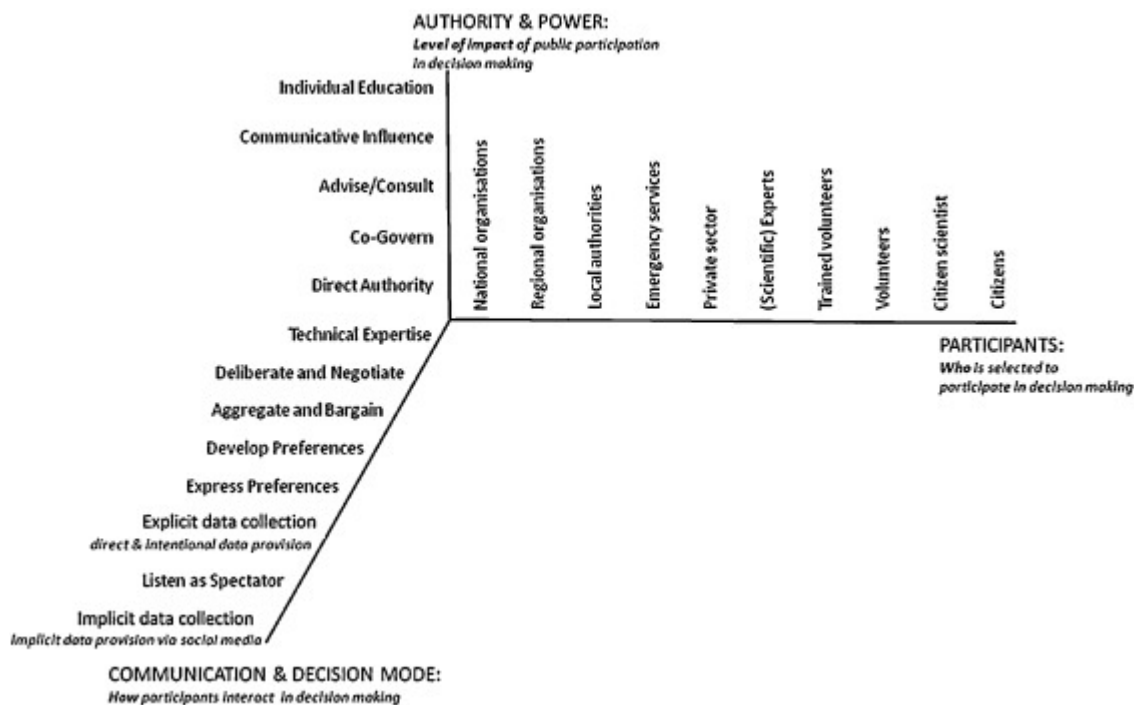 AUTHORITY & POWER:
Level of impact of public participation
in decision making
Individual Education
Communicative Influence
Advise/Consult
Co-Govern
Direct Authority
National organisations
Regional organisations
Local authorities
Emergency services
Private sector
(Scientific) Experts
Trained volunteers
Volunteers
Citizen scientist
Citizens
Technical Expertise
Deliberate and Negotiate
Aggregate and Bargain
Develop Preferences
Express Preferences
Explicit data collection
direct & intentional data provision
Listen as Spectator
Implicit data collection
Implicit data provision via social media
PARTICIPANTS:
Who is selected to
participate in decision making
COMMUNICATION & DECISION MODE:
How participants interact in decision making